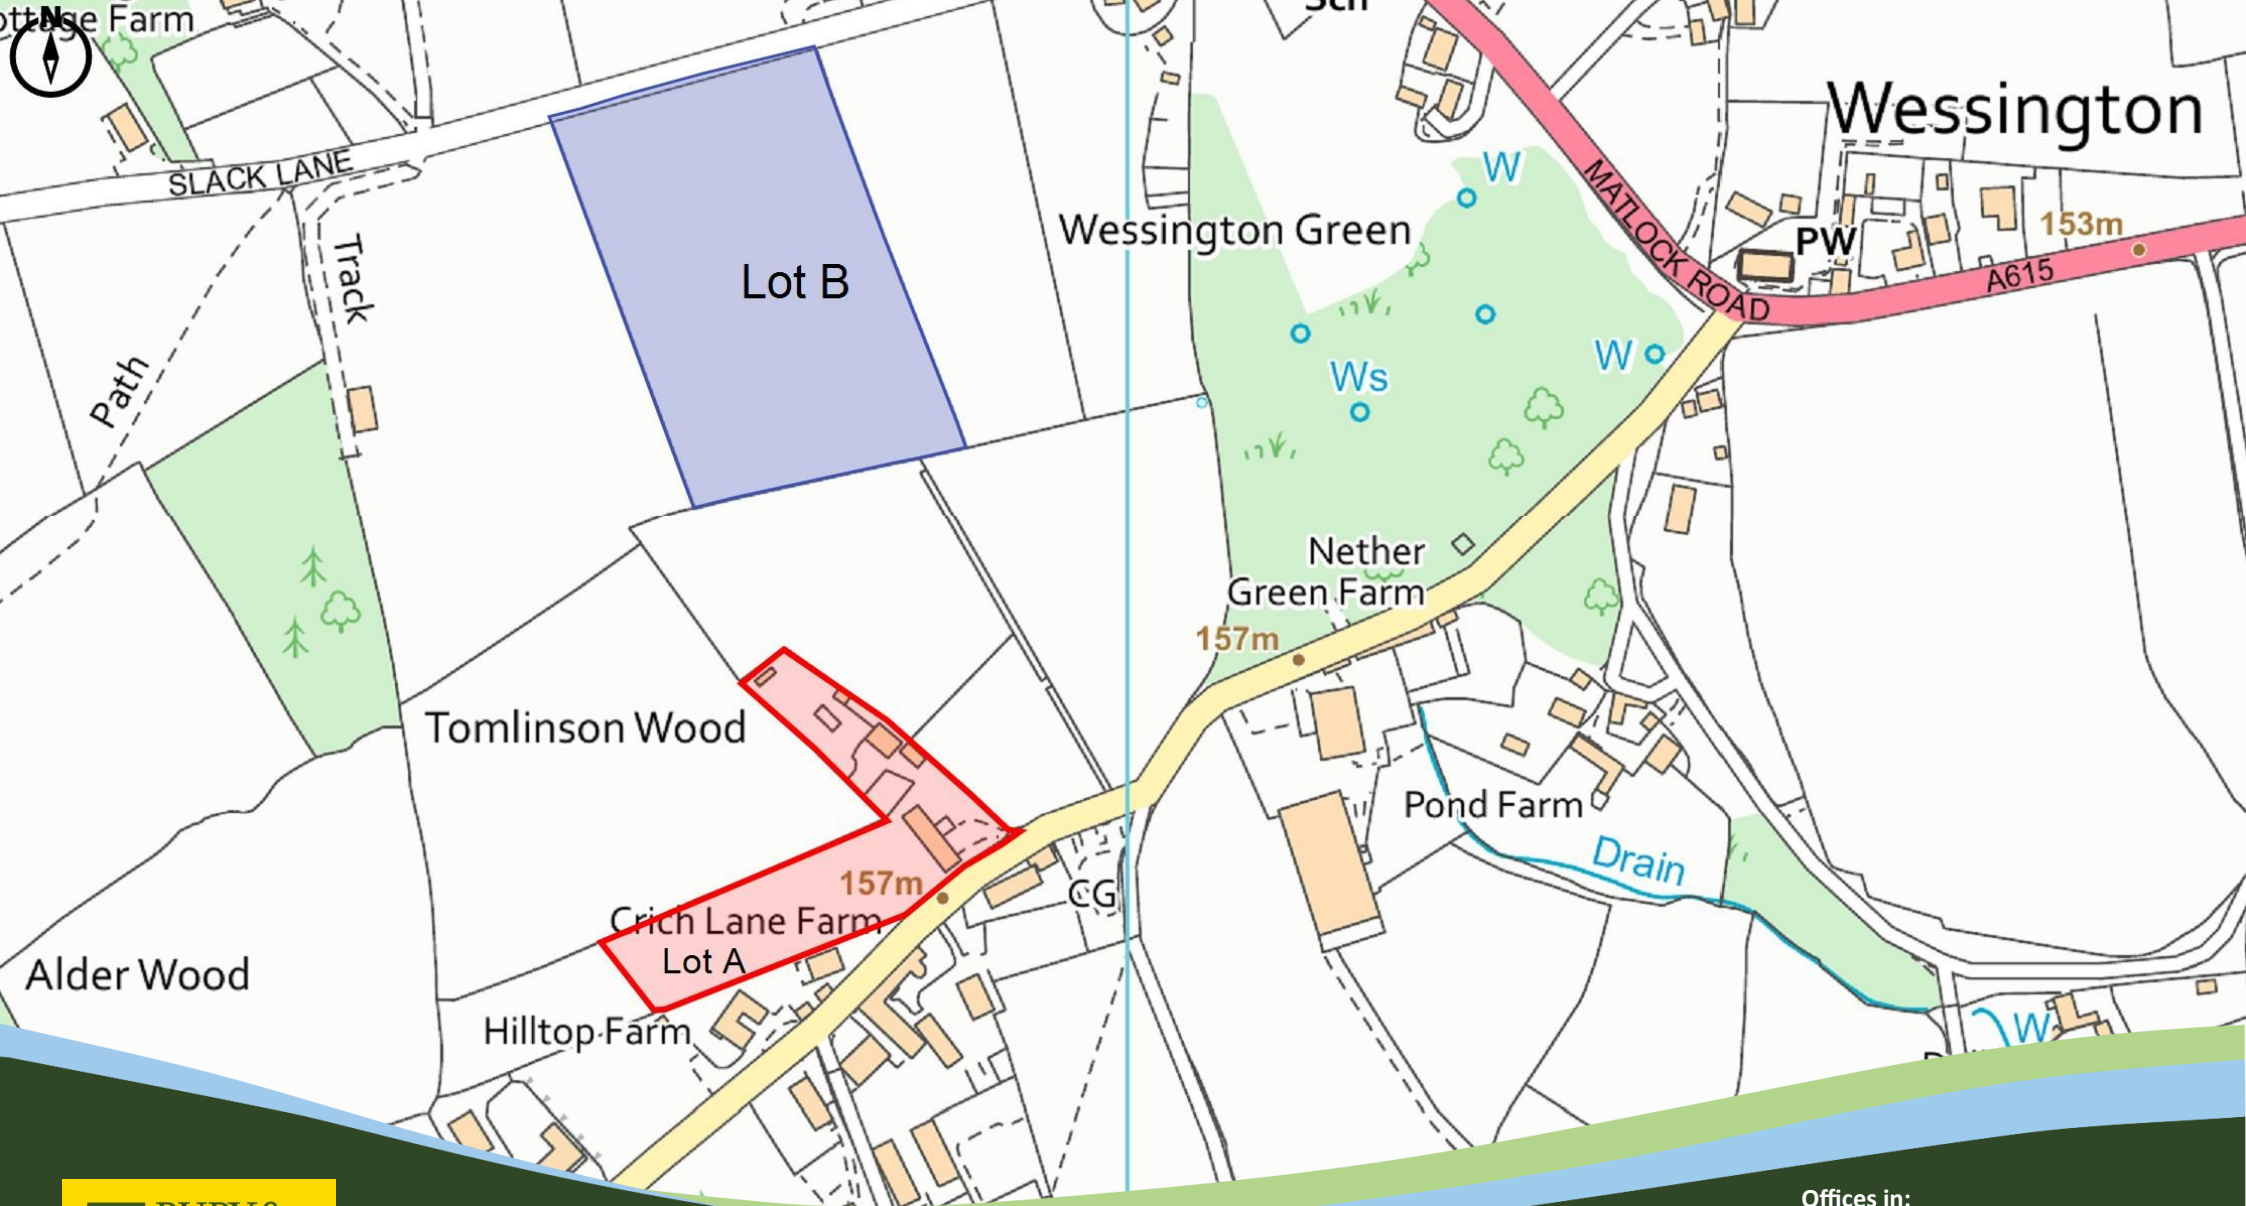 ottage Farm
N
Wessington
SLACK LANE
Track
Path
Lot B
Wessington Green
W
MATLOCK ROAD
PW
153m
A615
W
Ws
Nether
Green Farm
157m
Tomlinson Wood
Pond Farm
Drain
157m
CG
Crich Lane Farm
Lot A
Alder Wood
Hilltop Farm
W
Offices in: